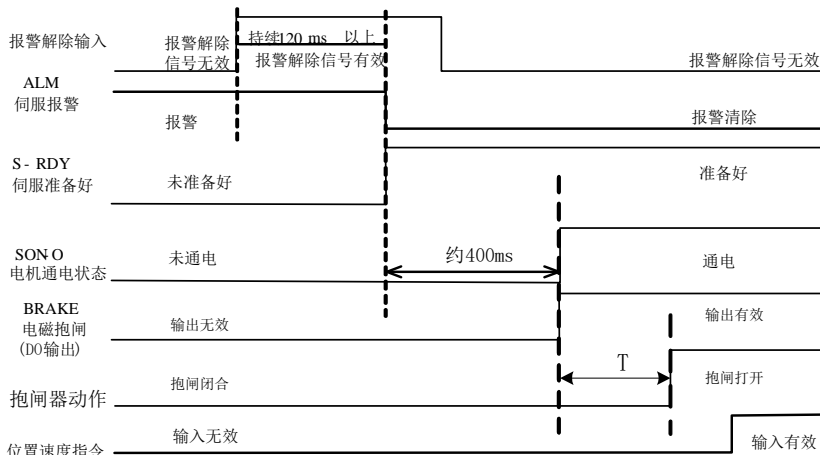 报警解除输入
报警解除
信号无效
持续120 ms 以上
报警解除信号有效
报警解除信号无效
ALM
伺服报警
报警
报警清除
S - RDY
伺服准备好
未准备好
准备好
SON-O
电机通电状态
未通电
约400ms
通电
BRAKE
电磁抱闸
(DO输出)
输出无效
输出有效
抱闸器动作
抱闸闭合
T
抱闸打开
位置速度指令
输入无效
输入有效